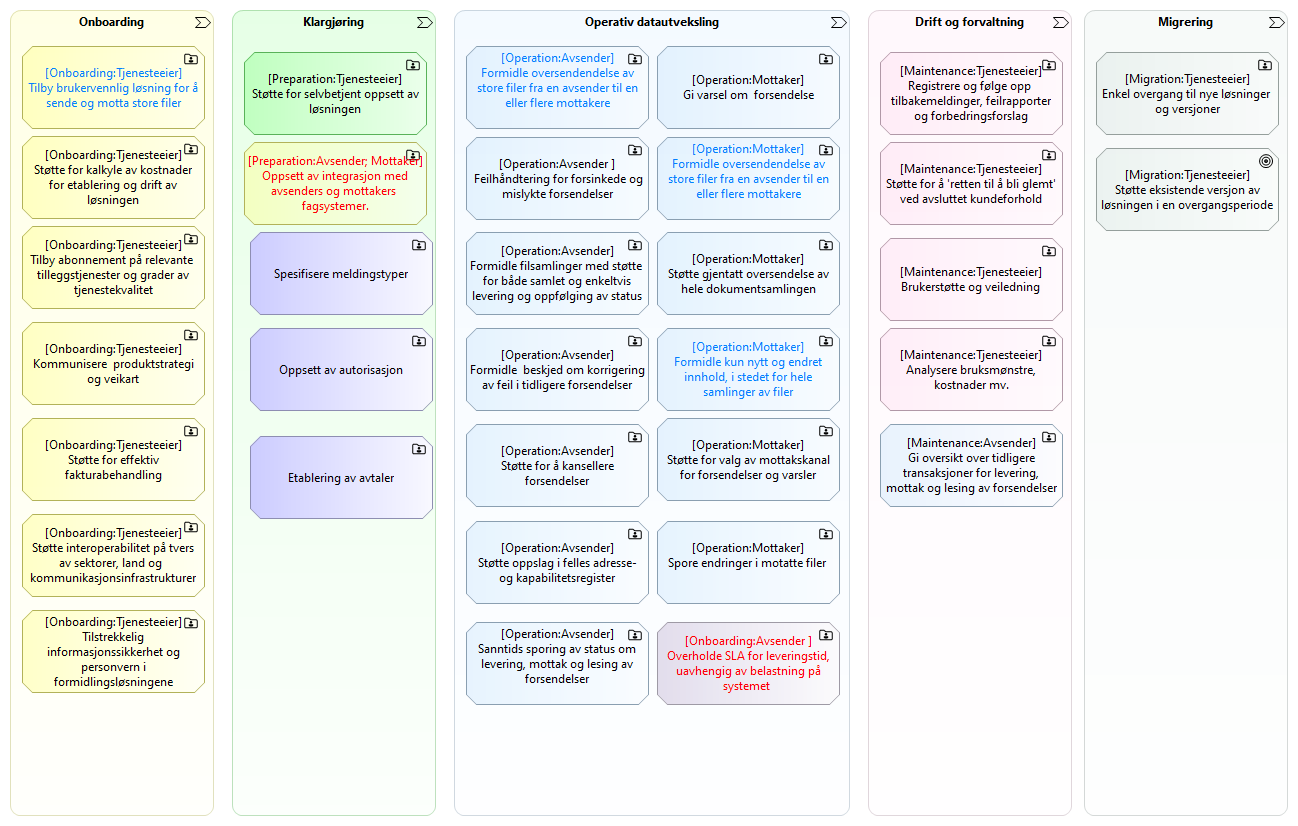 Onboarding
[Onboarding:Tjenesteeier]
Tilby brukervennlig løsning for å
sende og motta store filer
[Onboarding:Tjenesteeier]
Støtte for kalkyle av kostnader
for etablering og drift av
løsningen
[Onboarding:Tjenesteeier]
Tilby abonnement på relevante
tilleggstjenester og grader av
tjenestekvalitet
[Onboarding:Tjenesteeier]
Kommunisere  produktstrategi
og veikart
[Onboarding:Tjenesteeier]
Støtte for effektiv
fakturabehandling
[Onboarding:Tjenesteeier]
Støtte interoperabilitet på tvers
av sektorer, land og
kommunikasjonsinfrastrukturer
[Onboarding:Tjenesteeier]
Tilstrekkelig
informasjonssikkerhet og
personvern i
formidlingsløsningene
Klargjøring
[Preparation:Tjenesteeier]
Støtte for selvbetjent oppsett av
løsningen
[Preparation:Avsender; Mottaker]
Oppsett av integrasjon med
avsenders og mottakers
fagsystemer.
Spesifisere meldingstyper
Oppsett av autorisasjon
Etablering av avtaler
Operativ datautveksling
[Operation:Avsender]
Formidle oversendendelse av
store filer fra en avsender til en
eller flere mottakere
[Operation:Avsender ]
Feilhåndtering for forsinkede og
mislykte forsendelser
[Operation:Avsender]
Formidle filsamlinger med støtte
for både samlet og enkeltvis
levering og oppfølging av status
[Operation:Avsender]
Formidle  beskjed om korrigering
av feil i tidligere forsendelser
[Operation:Avsender]
Støtte for å kansellere
forsendelser
[Operation:Avsender]
Støtte oppslag i felles adresse-
og kapabilitetsregister
[Operation:Avsender]
Sanntids sporing av status om
levering, mottak og lesing av
forsendelser
[Operation:Mottaker]
Gi varsel om  forsendelse
[Operation:Mottaker]
Formidle oversendendelse av
store filer fra en avsender til en
eller flere mottakere
[Operation:Mottaker]
Støtte gjentatt oversendelse av
hele dokumentsamlingen
[Operation:Mottaker]
Formidle kun nytt og endret
innhold, i stedet for hele
samlinger av filer
[Operation:Mottaker]
Støtte for valg av mottakskanal
for forsendelser og varsler
[Operation:Mottaker]
Spore endringer i motatte filer
[Onboarding:Avsender ]
Overholde SLA for leveringstid,
uavhengig av belastning på
systemet
Drift og forvaltning
[Maintenance:Tjenesteeier]
Registrere og følge opp
tilbakemeldinger, feilrapporter
og forbedringsforslag
[Maintenance:Tjenesteeier]
Støtte for å 'retten til å bli glemt'
ved avsluttet kundeforhold
[Maintenance:Tjenesteeier]
Brukerstøtte og veiledning
[Maintenance:Tjenesteeier]
Analysere bruksmønstre,
kostnader mv.
[Maintenance:Avsender]
Gi oversikt over tidligere
transaksjoner for levering,
mottak og lesing av forsendelser
Migrering
[Migration:Tjenesteeier]
Enkel overgang til nye løsninger
og versjoner
[Migration:Tjenesteeier]
Støtte eksistende versjon av
løsningen i en overgangsperiode